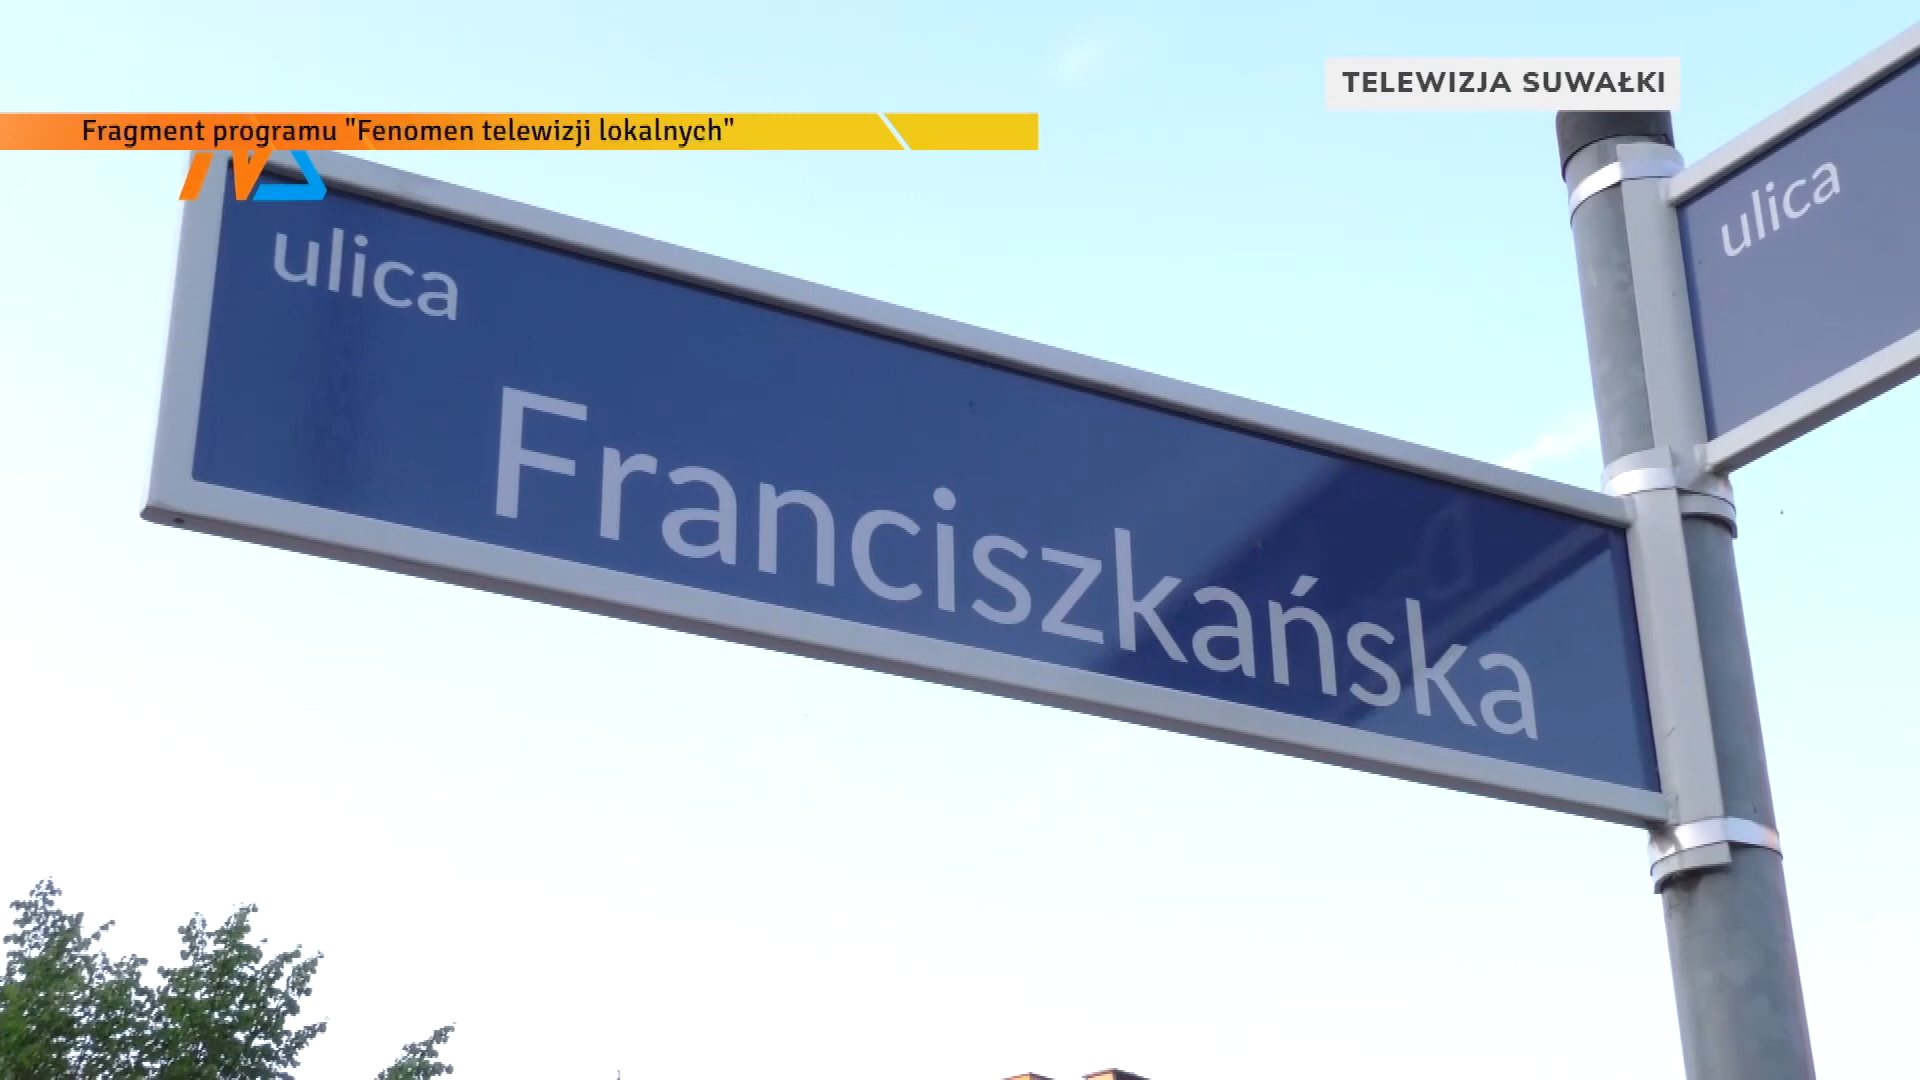 TELEWIZJA SUWAŁKI
Fragment programu "Fenomen telewizji lokalnych"
ulica
Franciszkańska
ulica